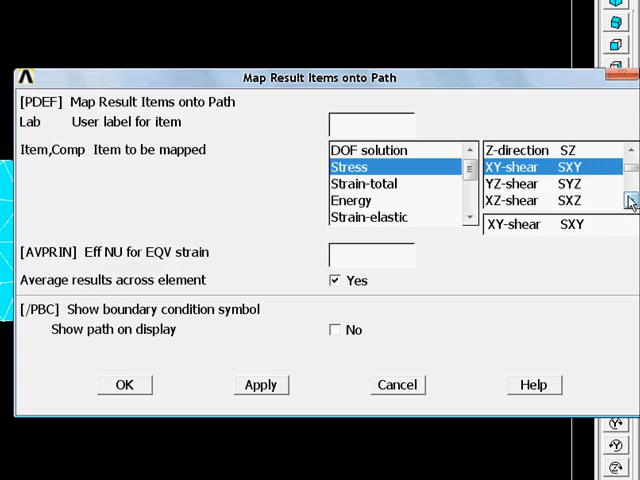 Map Result Items onto Path
[PDEF] Map Result Items onto Path
Lab User label for item
Item,Comp Item to be mapped
DOF solution
Stress
Strain-total
Energy
Strain-elastic
Z-direction SZ
XY-shear SXY
YZ-shear SYZ
XZ-shear SXZ
XY-shear SXY
[AVPRIN] Eff NU for EQV strain
Average results across element
Yes
[/PBC] Show boundary condition symbol
Show path on display
No
OK
Apply
Cancel
Help